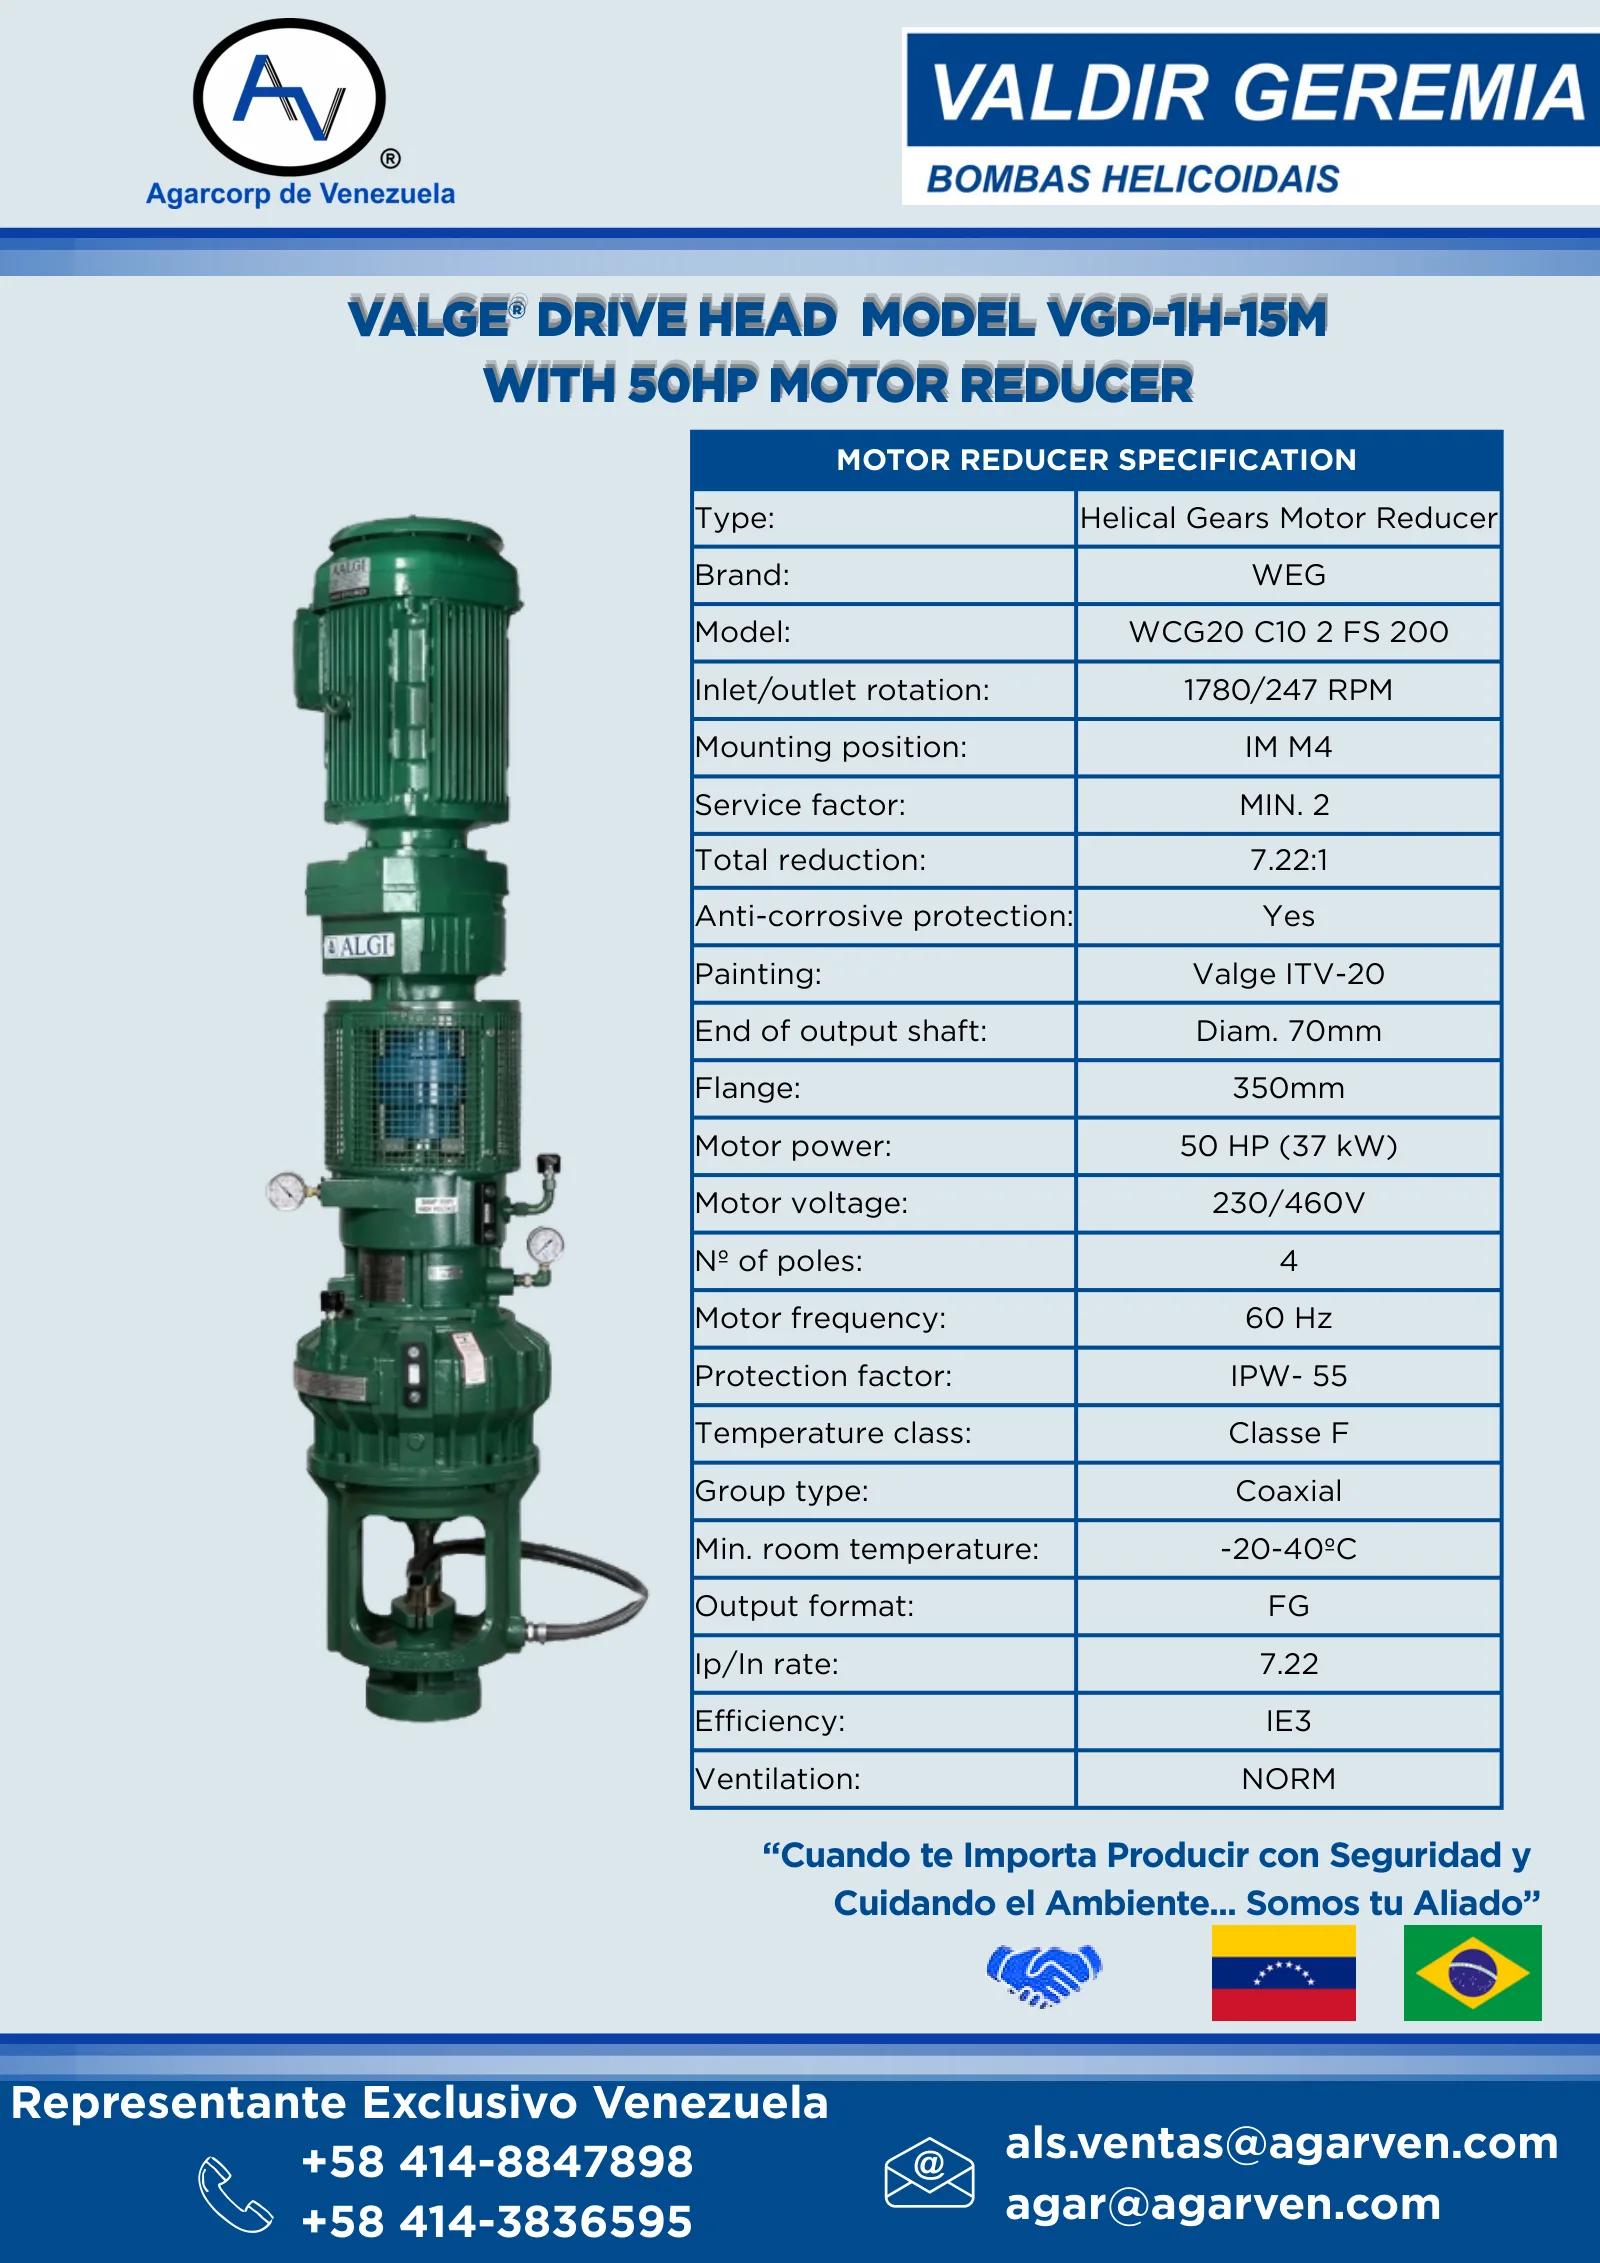 AV
®
Agarcorp de Venezuela
VALDIR GEREMIA
BOMBAS HELICOIDAIS
VALGE® DRIVE HEAD MODEL VGD-1H-15M
WITH 50HP MOTOR REDUCER
MOTOR REDUCER SPECIFICATION
Type: Helical Gears Motor Reducer
Brand: WEG
Model: WCG20 C10 2 FS 200
Inlet/outlet rotation: 1780/247 RPM
Mounting position: IM M4
Service factor: MIN. 2
Total reduction: 7.22:1
Anti-corrosive protection: Yes
Painting: Valge ITV-20
End of output shaft: Diam. 70mm
Flange: 350mm
Motor power: 50 HP (37 kW)
Motor voltage: 230/460V
Nº of poles: 4
Motor frequency: 60 Hz
Protection factor: IPW- 55
Temperature class: Classe F
Group type: Coaxial
Min. room temperature: -20-40ºC
Output format: FG
Ip/In rate: 7.22
Efficiency: IE3
Ventilation: NORM
ALGI
“Cuando te Importa Producir con Seguridad y
Cuidando el Ambiente... Somos tu Aliado”
Representante Exclusivo Venezuela
+58 414-8847898
+58 414-3836595
@
als.ventas@agarven.com
agar@agarven.com